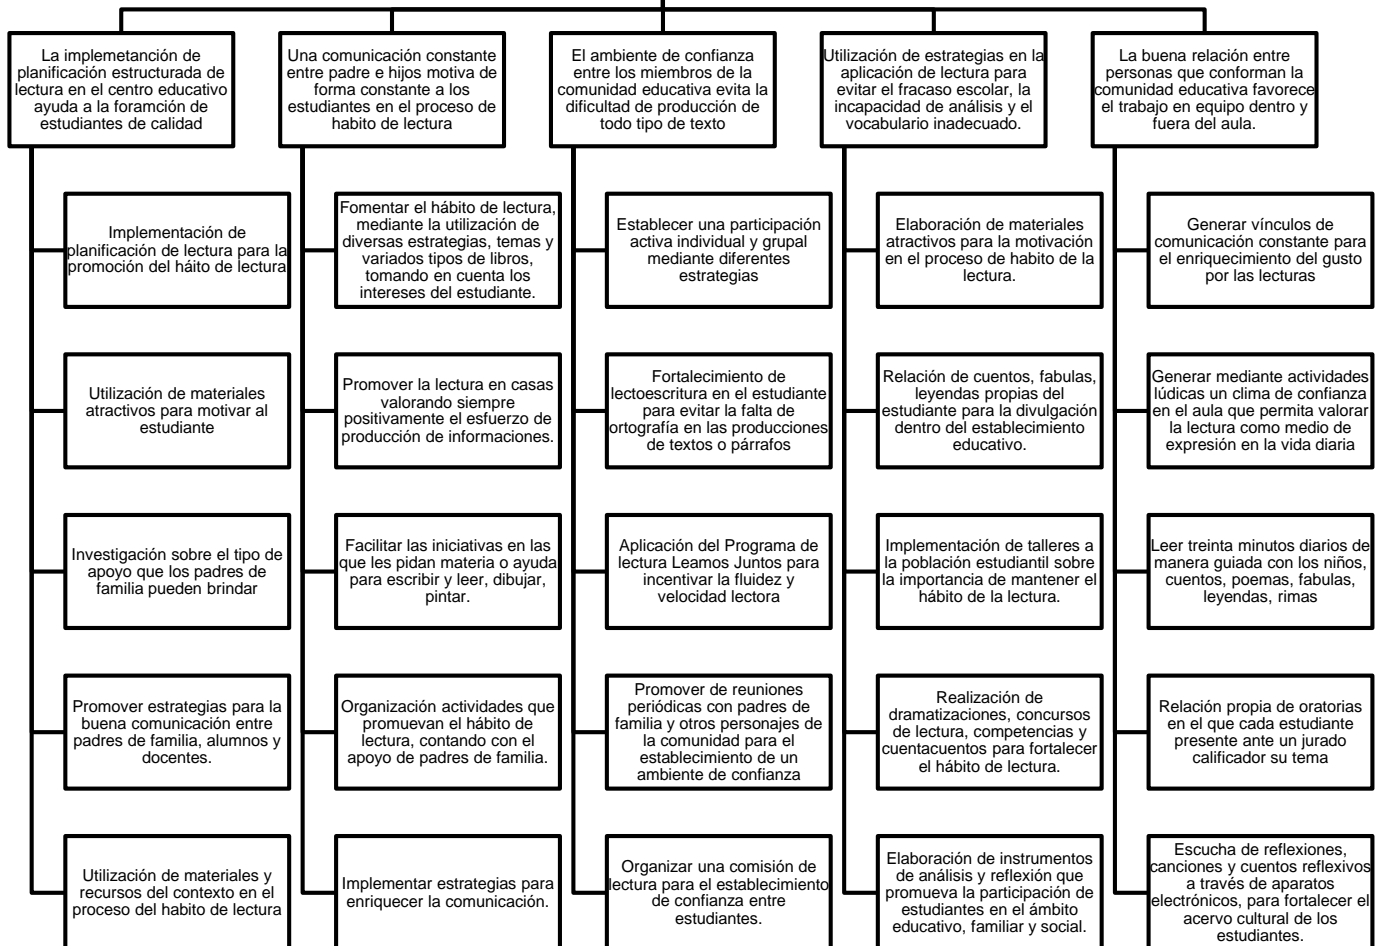 La implemetanción de
planificación estructurada de
lectura en el centro educativo
ayuda a la foramción de
estudiantes de calidad
Implementación de
planificación de lectura para la
promoción del háito de lectura
Utilización de materiales
atractivos para motivar al
estudiante
Investigación sobre el tipo de
apoyo que los padres de
familia pueden brindar
Promover estrategias para la
buena comunicación entre
padres de familia, alumnos y
docentes.
Utilización de materiales y
recursos del contexto en el
proceso del habito de lectura
Una comunicación constante
entre padre e hijos motiva de
forma constante a los
estudiantes en el proceso de
habito de lectura
Fomentar el hábito de lectura,
mediante la utilización de
diversas estrategias, temas y
variados tipos de libros,
tomando en cuenta los
intereses del estudiante.
Promover la lectura en casas
valorando siempre
positivamente el esfuerzo de
producción de informaciones.
Facilitar las iniciativas en las
que les pidan materia o ayuda
para escribir y leer, dibujar,
pintar.
Organización actividades que
promuevan el hábito de
lectura, contando con el
apoyo de padres de familia.
Implementar estrategias para
enriquecer la comunicación.
El ambiente de confianza
entre los miembros de la
comunidad educativa evita la
dificultad de producción de
todo tipo de texto
Establecer una participación
activa individual y grupal
mediante diferentes
estrategias
Fortalecimiento de
lectoescritura en el estudiante
para evitar la falta de
ortografía en las producciones
de textos o párrafos
Aplicación del Programa de
lectura Leamos Juntos para
incentivar la fluidez y
velocidad lectora
Promover de reuniones
periódicas con padres de
familia y otros personajes de
la comunidad para el
establecimiento de un
ambiente de confianza
Organizar una comisión de
lectura para el establecimiento
de confianza entre
estudiantes.
Utilización de estrategias en la
aplicación de lectura para
evitar el fracaso escolar, la
incapacidad de análisis y el
vocabulario inadecuado.
Elaboración de materiales
atractivos para la motivación
en el proceso de habito de la
lectura.
Relación de cuentos, fabulas,
leyendas propias del
estudiante para la divulgación
dentro del establecimiento
educativo.
Implementación de talleres a
la población estudiantil sobre
la importancia de mantener el
hábito de la lectura.
Realización de
dramatizaciones, concursos
de lectura, competencias y
cuentacuentos para fortalecer
el hábito de lectura.
Elaboración de instrumentos
de análisis y reflexión que
promueva la participación de
estudiantes en el ámbito
educativo, familiar y social.
La buena relación entre
personas que conforman la
comunidad educativa favorece
el trabajo en equipo dentro y
fuera del aula.
Generar vínculos de
comunicación constante para
el enriquecimiento del gusto
por las lecturas
Generar mediante actividades
lúdicas un clima de confianza
en el aula que permita valorar
la lectura como medio de
expresión en la vida diaria
Leer treinta minutos diarios de
manera guiada con los niños,
cuentos, poemas, fabulas,
leyendas, rimas
Relación propia de oratorias
en el que cada estudiante
presente ante un jurado
calificador su tema
Escucha de reflexiones,
canciones y cuentos reflexivos
a través de aparatos
electrónicos, para fortalecer el
acervo cultural de los
estudiantes.